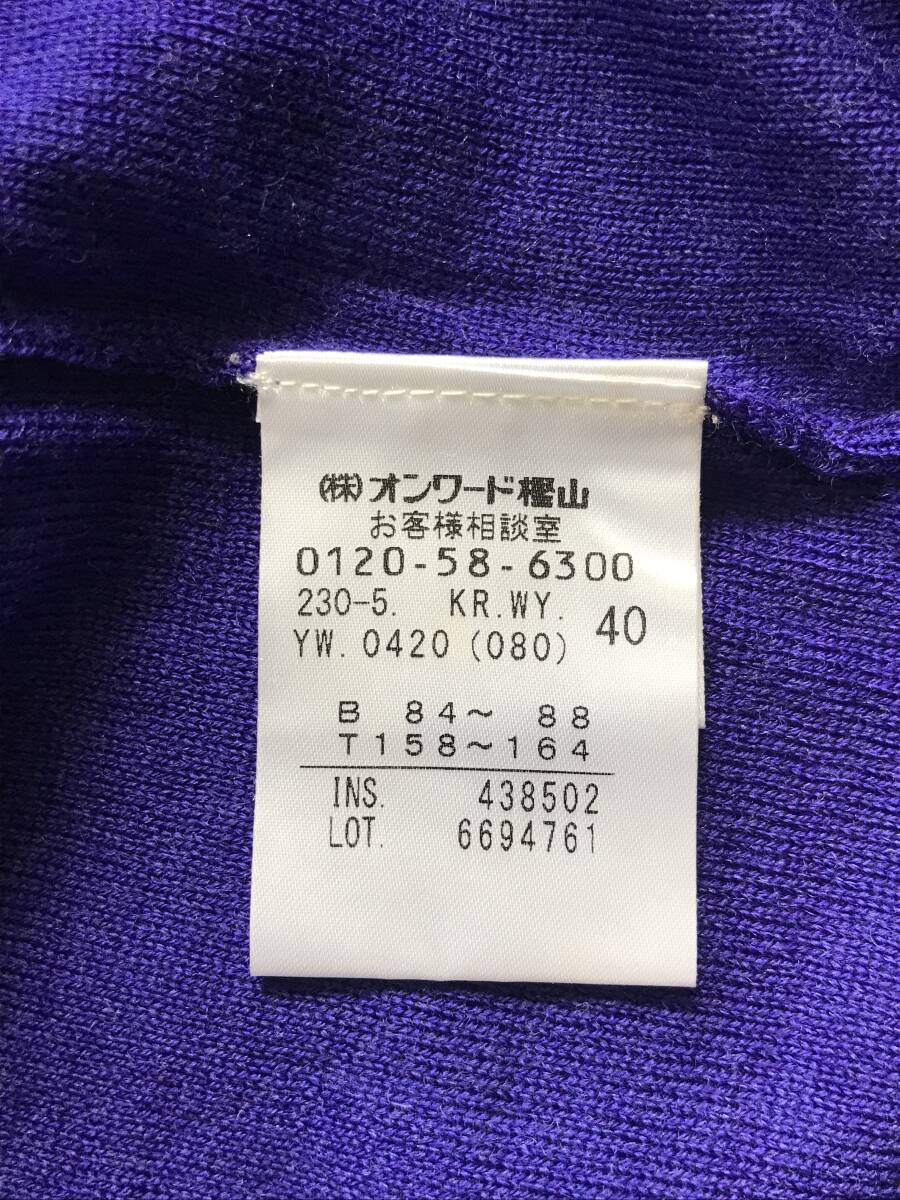 (株)オンワード樫山
お客様相談室
0120-58-6300
230-5. KR.WY. 40
YW. 0420 (080)
B 84〜 88
T158〜164
INS. 438502
LOT. 6694761